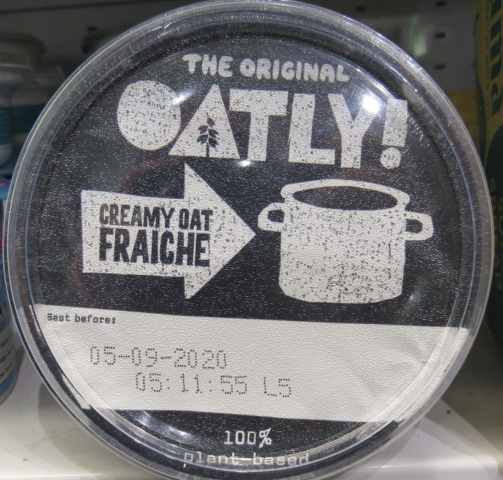 THE ORIGINAL
OATLY!
CREAMY OAT
FRAICHE
Best before:
05-09-2020
05:11:55 L5
100%
plant-based